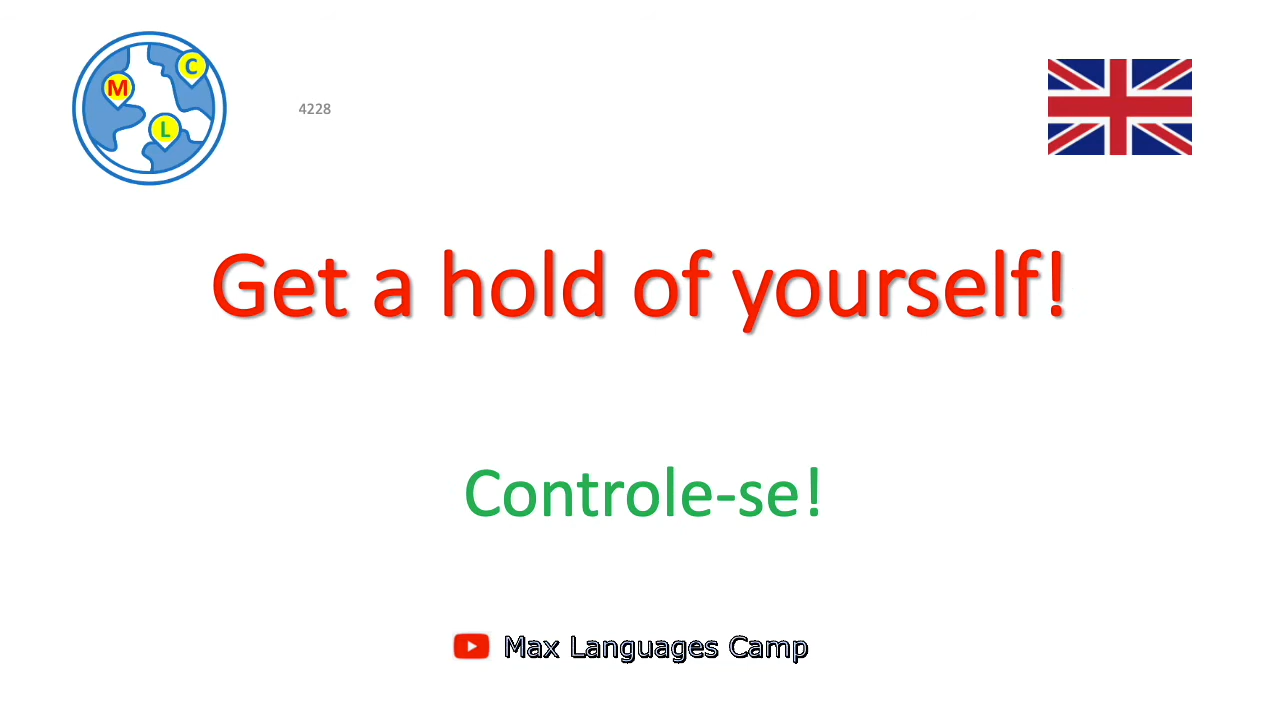 M
C
L
4228
Get a hold of yourself!
Controle-se!
Max Languages Camp